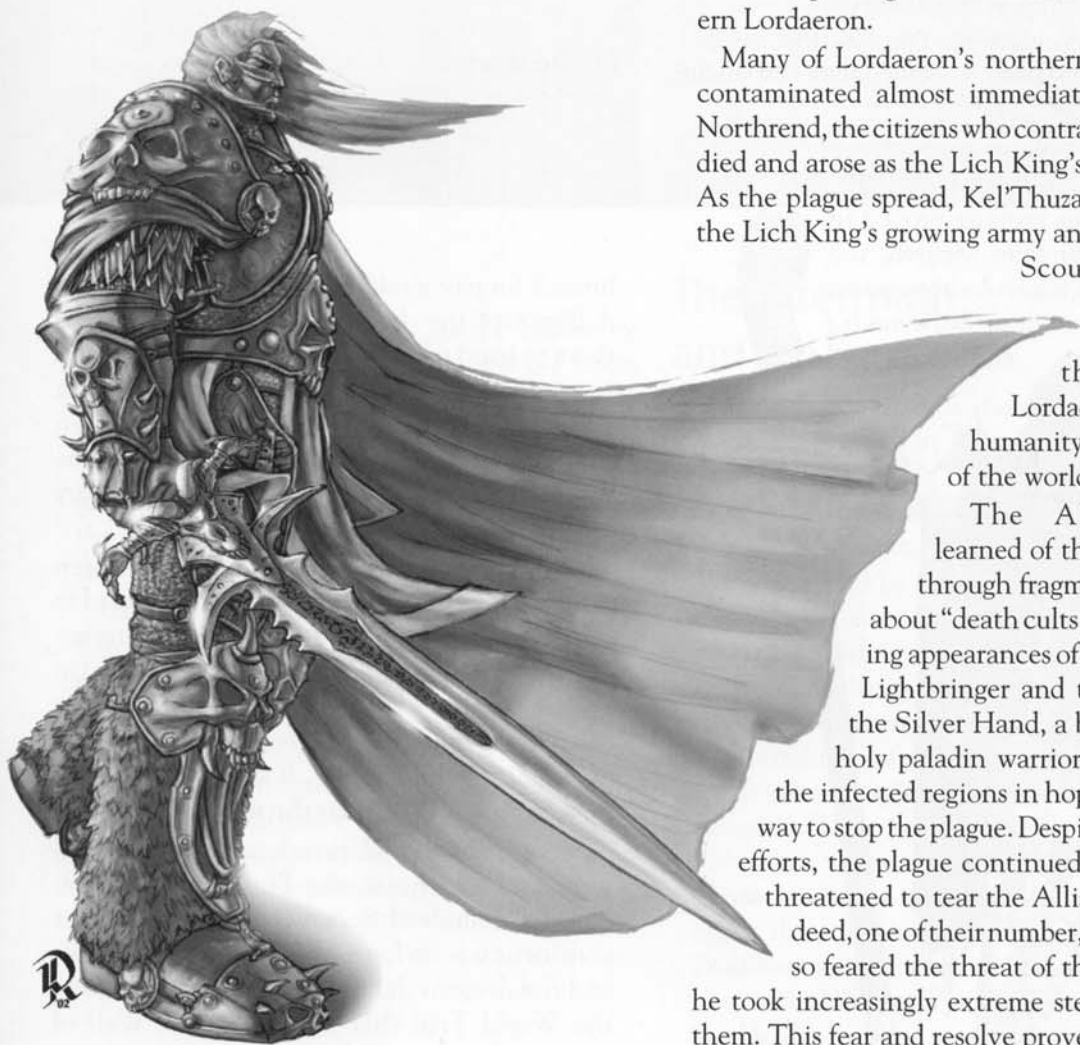 ern Lordaeron.
Many of Lordaeron's northern
contaminated almost immediat
Northrend, the citizens who contra
died and arose as the Lich King's
As the plague spread, Kel'Thuza
the Lich King's growing army an
Scou
th
Lorda
humanity
of the world
The A
learned of th
through fragm
about "death cults
ing appearances of
Lightbringer and t
the Silver Hand, a
holy paladin warrior
the infected regions in hop
way to stop the plague. Despi
efforts, the plague continued
threatened to tear the Alli
deed, one of their number,
so feared the threat of th
he took increasingly extreme ste
them. This fear and resolve prove
'02